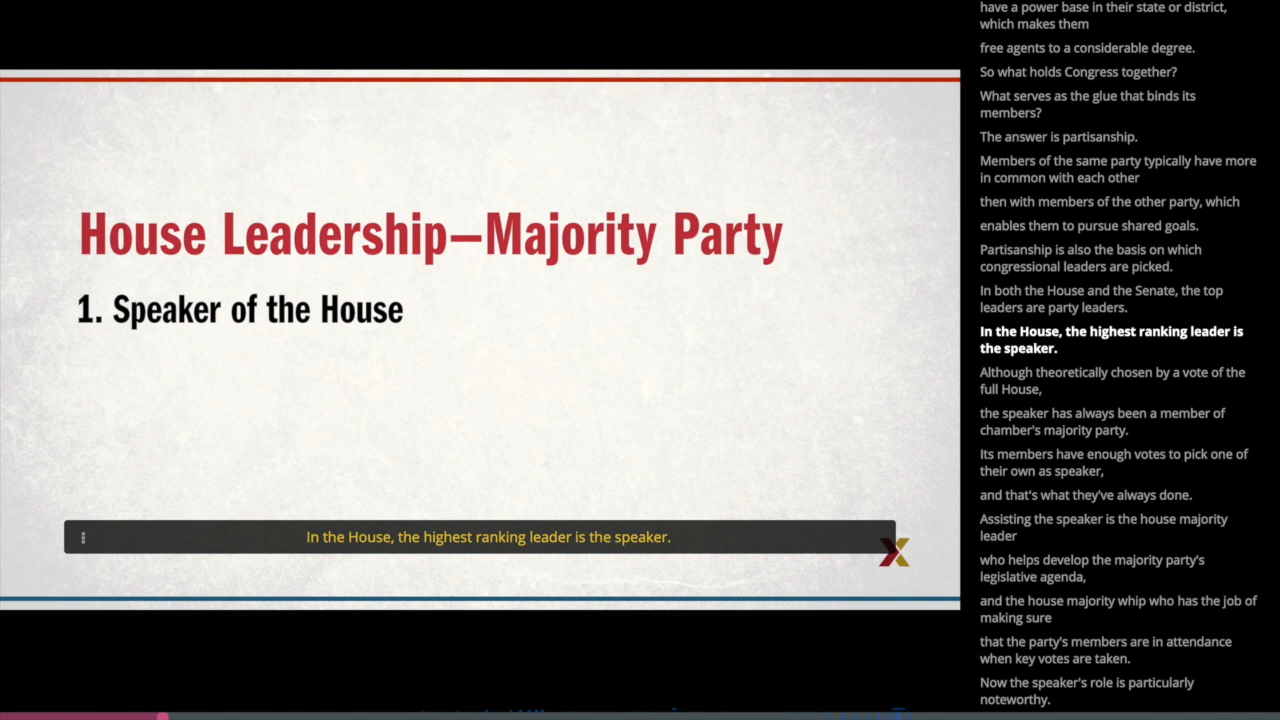 House Leadership—Majority Party
1. Speaker of the House
In the House, the highest ranking leader is the speaker.
have a power base in their state or district,
which makes them
free agents to a considerable degree.
So what holds Congress together?
What serves as the glue that binds its
members?
The answer is partisanship.
Members of the same party typically have more
in common with each other
then with members of the other party, which
enables them to pursue shared goals.
Partisanship is also the basis on which
congressional leaders are picked.
In both the House and the Senate, the top
leaders are party leaders.
In the House, the highest ranking leader is
the speaker.
Although theoretically chosen by a vote of the
full House,
the speaker has always been a member of
chamber's majority party.
Its members have enough votes to pick one of
their own as speaker,
and that's what they've always done.
Assisting the speaker is the house majority
leader
who helps develop the majority party's
legislative agenda,
and the house majority whip who has the job of
making sure
that the party's members are in attendance
when key votes are taken.
Now the speaker's role is particularly
noteworthy.